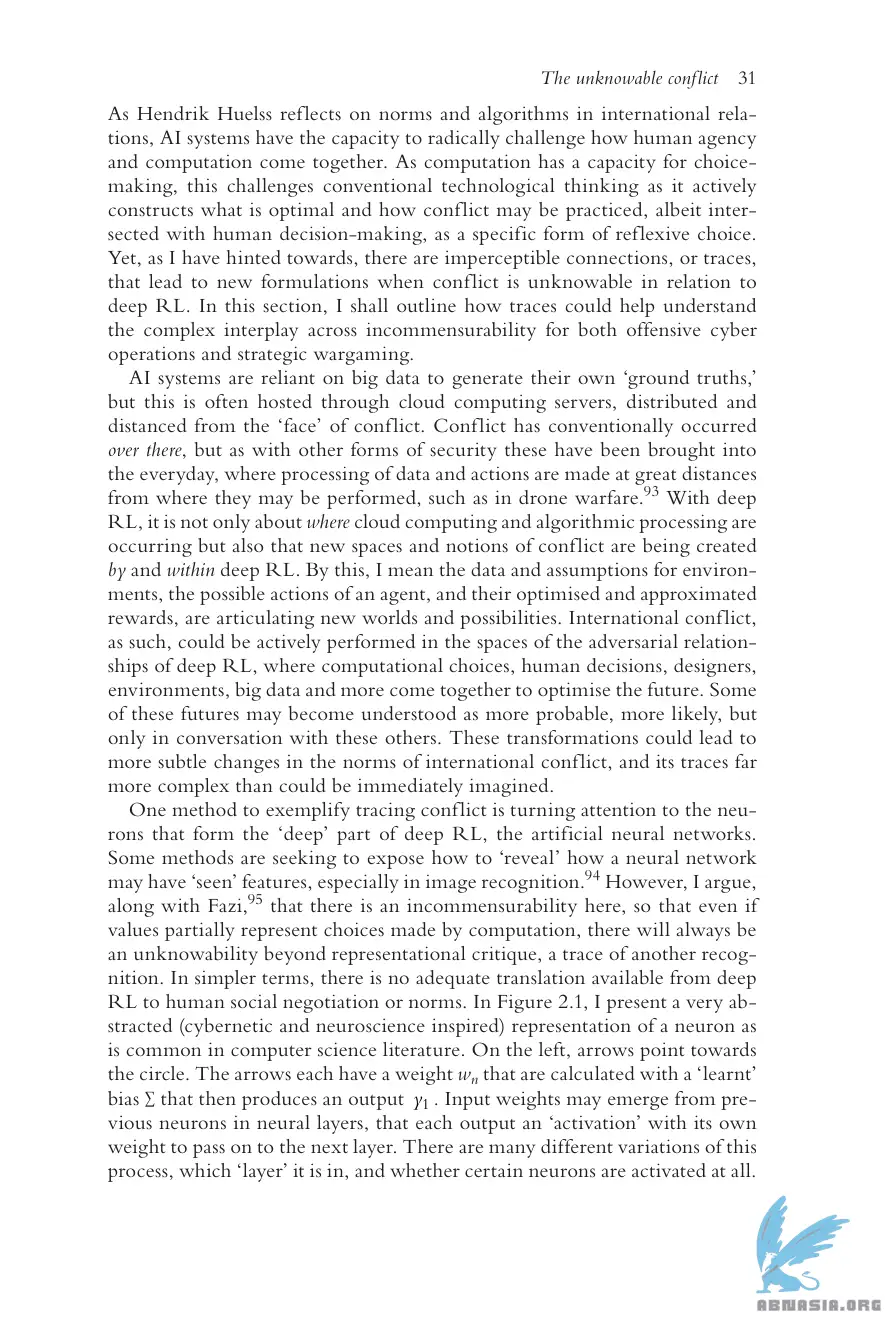 The unknowable conflict 31
As Hendrik Huelss reflects on norms and algorithms in international rela-
tions, AI systems have the capacity to radically challenge how human agency
and computation come together. As computation has a capacity for choice-
making, this challenges conventional technological thinking as it actively
constructs what is optimal and how conflict may be practiced, albeit inter-
sected with human decision-making, as a specific form of reflexive choice.
Yet, as I have hinted towards, there are imperceptible connections, or traces,
that lead to new formulations when conflict is unknowable in relation to
deep RL. In this section, I shall outline how traces could help understand
the complex interplay across incommensurability for both offensive cyber
operations and strategic wargaming.
AI systems are reliant on big data to generate their own ‘ground truths,’
but this is often hosted through cloud computing servers, distributed and
distanced from the ‘face’ of conflict. Conflict has conventionally occurred
over there, but as with other forms of security these have been brought into
the everyday, where processing of data and actions are made at great distances
from where they may be performed, such as in drone warfare.93 With deep
RL, it is not only about where cloud computing and algorithmic processing are
occurring but also that new spaces and notions of conflict are being created
by and within deep RL. By this, I mean the data and assumptions for environ-
ments, the possible actions of an agent, and their optimised and approximated
rewards, are articulating new worlds and possibilities. International conflict,
as such, could be actively performed in the spaces of the adversarial relation-
ships of deep RL, where computational choices, human decisions, designers,
environments, big data and more come together to optimise the future. Some
of these futures may become understood as more probable, more likely, but
only in conversation with these others. These transformations could lead to
more subtle changes in the norms of international conflict, and its traces far
more complex than could be immediately imagined.
One method to exemplify tracing conflict is turning attention to the neu-
rons that form the ‘deep’ part of deep RL, the artificial neural networks.
Some methods are seeking to expose how to ‘reveal’ how a neural network
may have ‘seen’ features, especially in image recognition.94 However, I argue,
along with Fazi,95 that there is an incommensurability here, so that even if
values partially represent choices made by computation, there will always be
an unknowability beyond representational critique, a trace of another recog-
nition. In simpler terms, there is no adequate translation available from deep
RL to human social negotiation or norms. In Figure 2.1, I present a very ab-
stracted (cybernetic and neuroscience inspired) representation of a neuron as
is common in computer science literature. On the left, arrows point towards
the circle. The arrows each have a weight wn that are calculated with a ‘learnt’
bias ∑ that then produces an output y1 . Input weights may emerge from pre-
vious neurons in neural layers, that each output an ‘activation’ with its own
weight to pass on to the next layer. There are many different variations of this
process, which ‘layer’ it is in, and whether certain neurons are activated at all.
ABNASIA.ORG